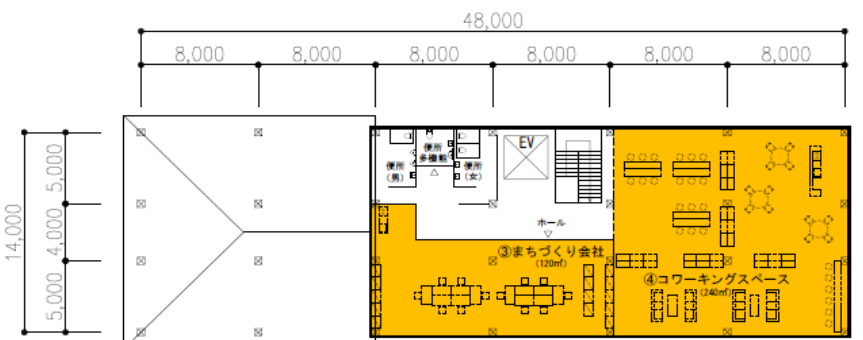 48,000
8,000 8,000 8,000 8,000 8,000 8,000
14,000
5,000
4,000
5,000
便所
(男)
便所
多機能
便所
(女)
EV
ホール
③まちづくり会社
(120㎡)
④コワーキングスペース
(240㎡)